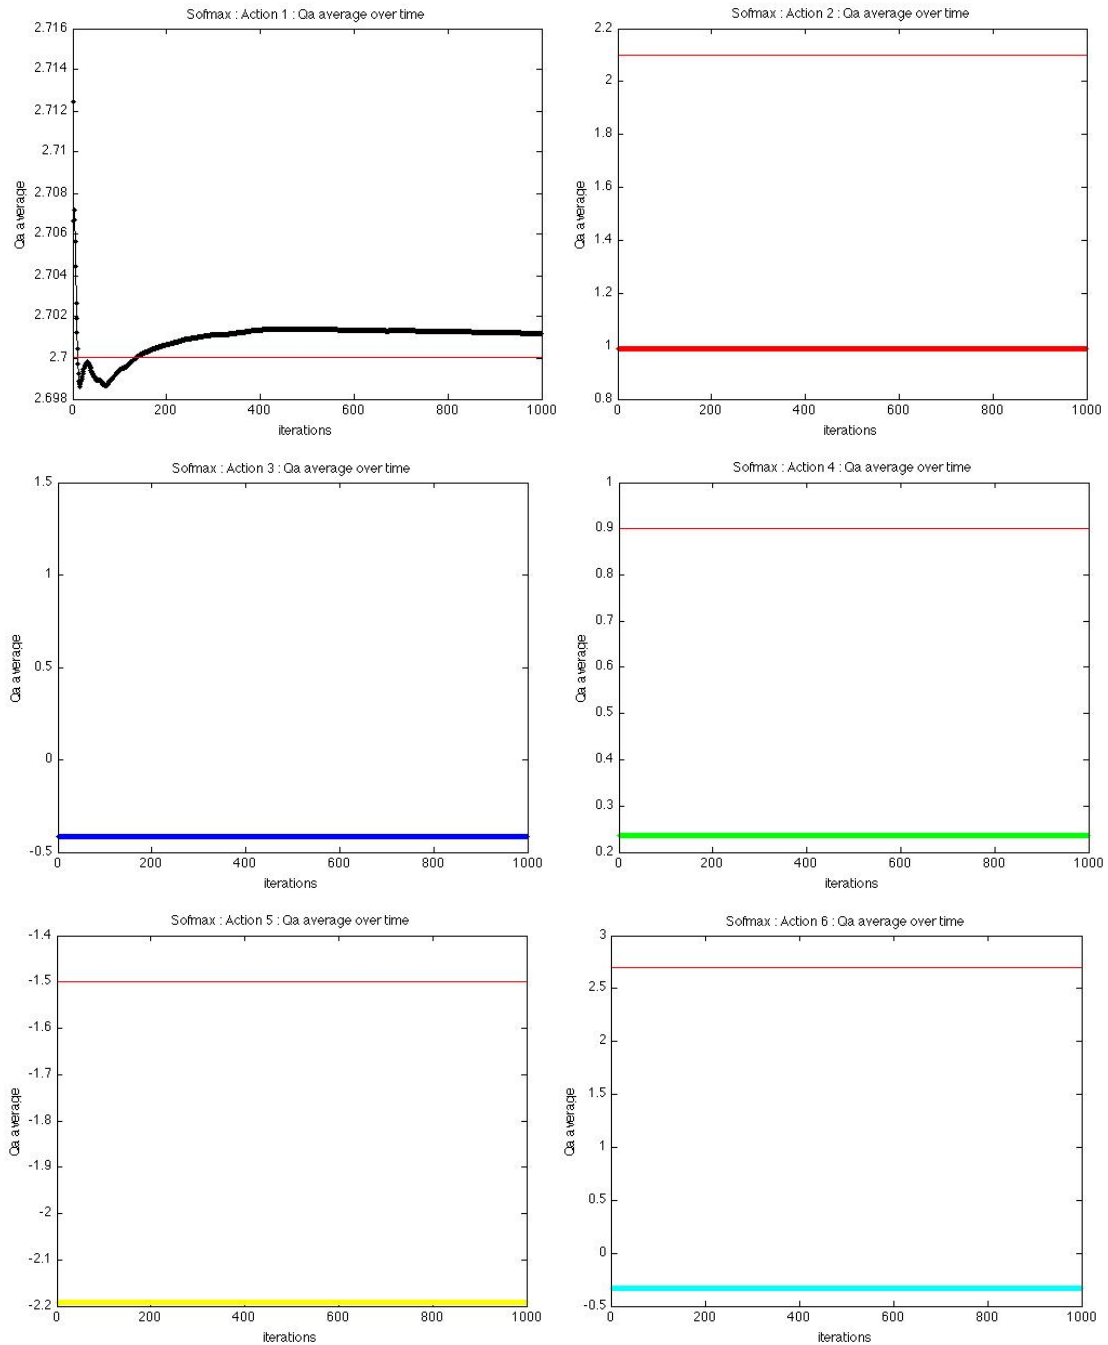 Sofmax : Action 1 : Qa average over time
2.716
2.714
2.712
2.71
2.708
2.706
2.704
2.702
2.7
2.698
Qa average
0 200 400 600 800 1000
iterations
Sofmax : Action 2 : Qa average over time
2.2
2
1.8
1.6
1.4
1.2
1
0.8
Qa average
0 200 400 600 800 1000
iterations
Sofmax : Action 3 : Qa average over time
1.5
1
0.5
0
-0.5
Qa average
0 200 400 600 800 1000
iterations
Sofmax : Action 4 : Qa average over time
1
0.9
0.8
0.7
0.6
0.5
0.4
0.3
0.2
Qa average
0 200 400 600 800 1000
iterations
Sofmax : Action 5 : Qa average over time
-1.4
-1.5
-1.6
-1.7
-1.8
-1.9
-2
-2.1
-2.2
Qa average
0 200 400 600 800 1000
iterations
Sofmax : Action 6 : Qa average over time
3
2.5
2
1.5
1
0.5
0
-0.5
Qa average
0 200 400 600 800 1000
iterations